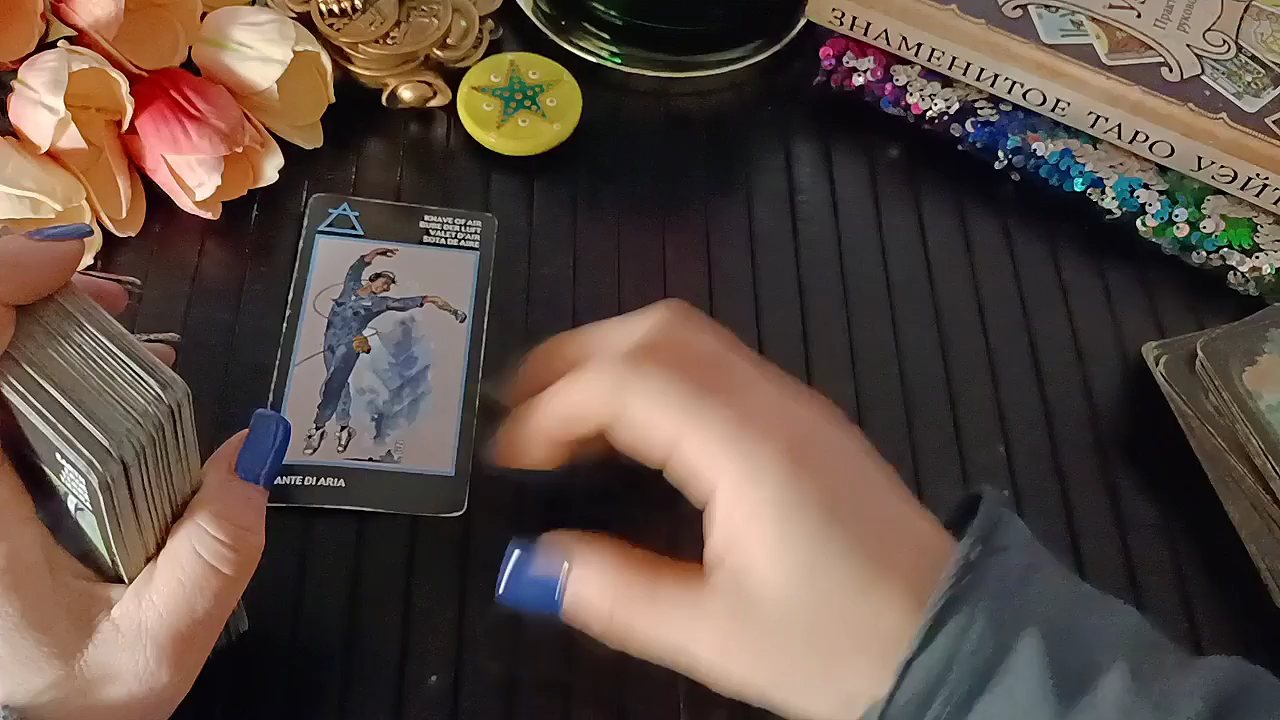 KNAVE OF AIR
BUBE DER LUFT
VALET D'AIR
SOTA DE AIRE
ANTE DI ARIA
ЗНАМЕНИТОЕ ТАРО УЭЙТ